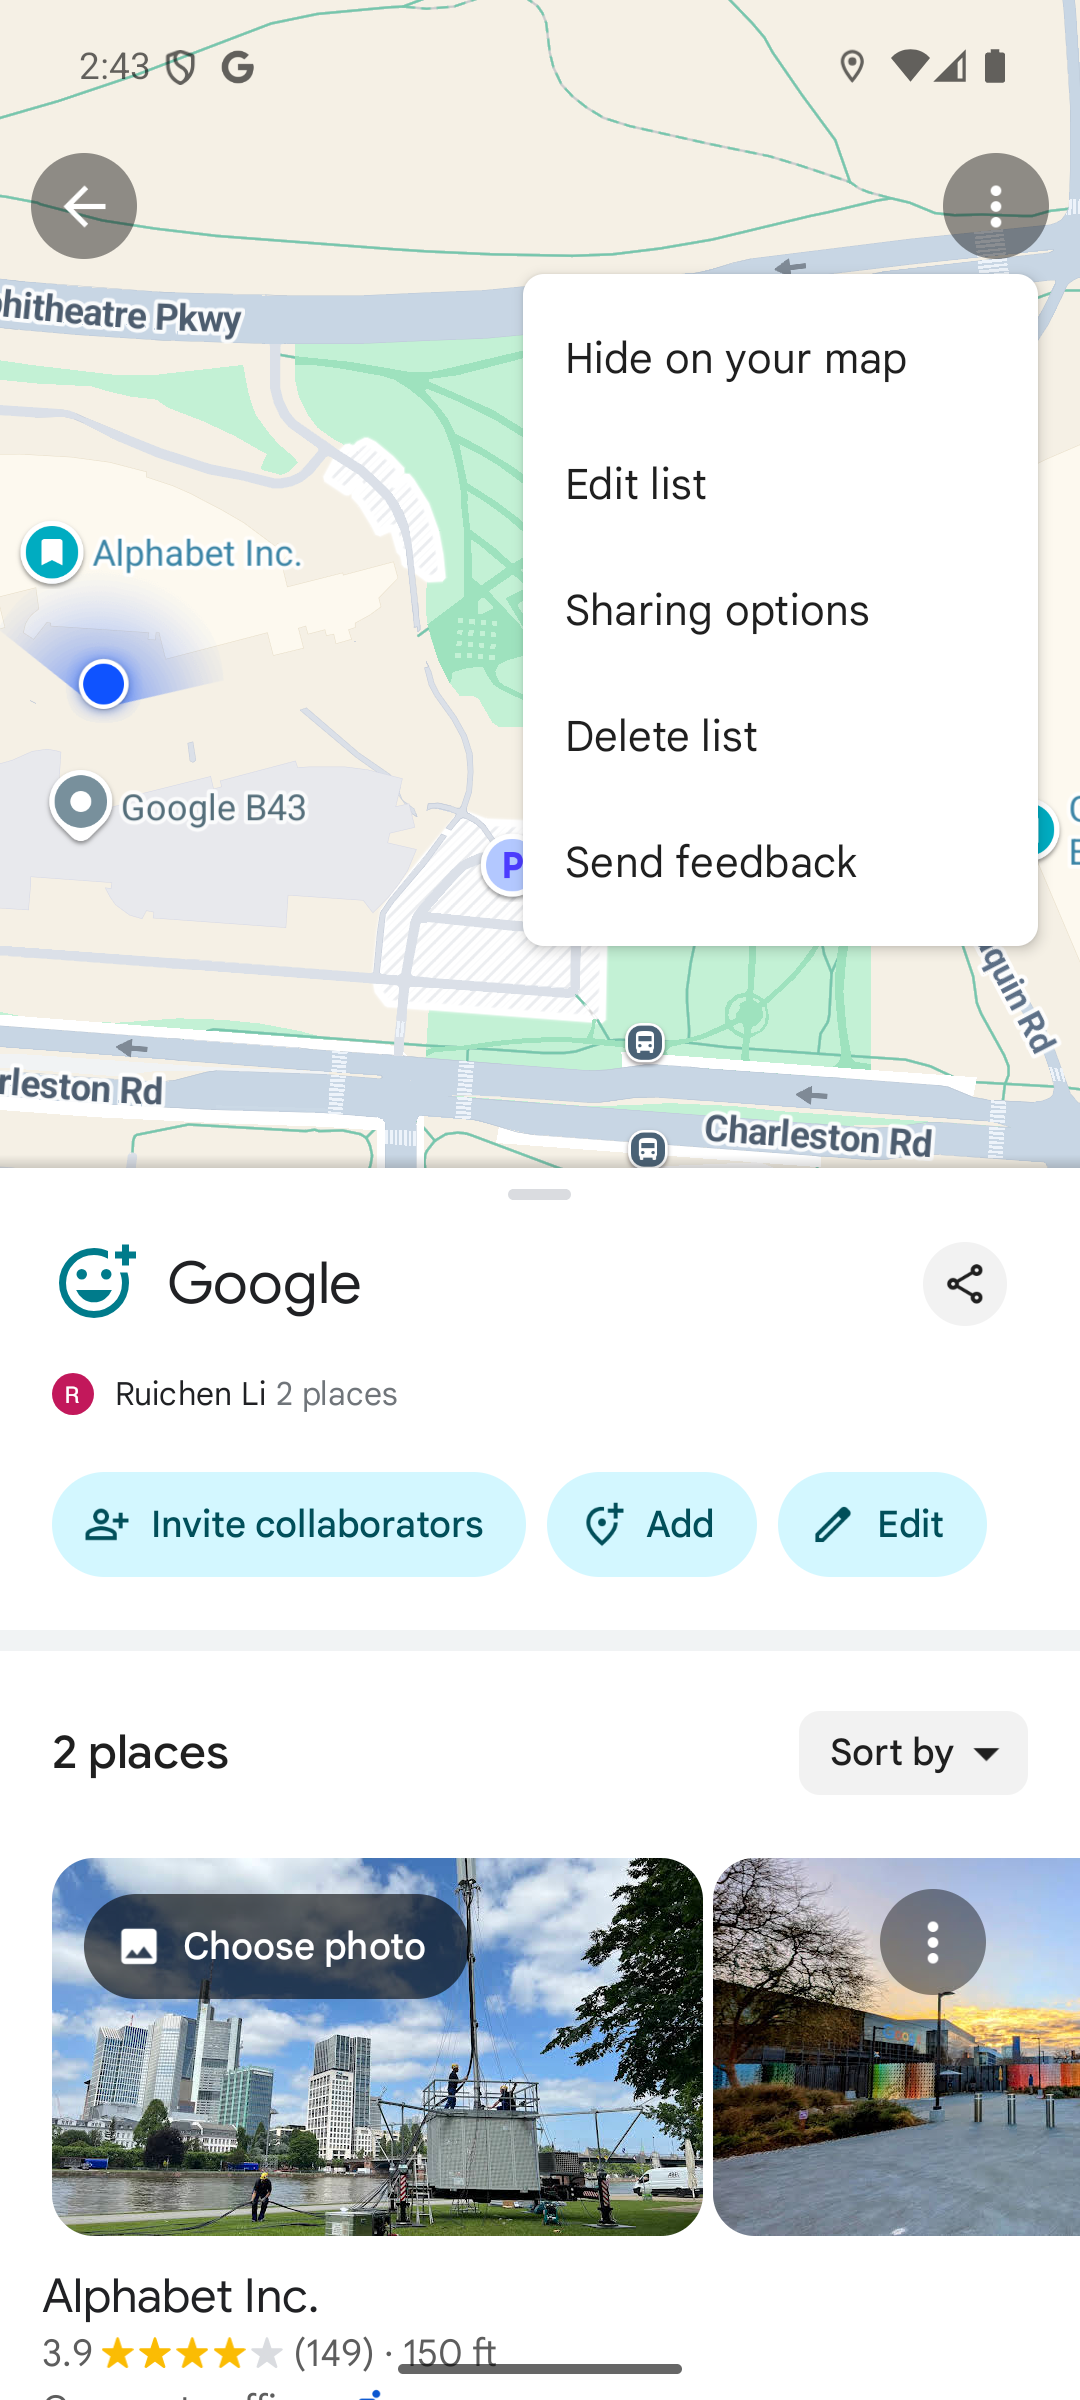 2:43
phitheatre Pkwy
Hide on your map
Edit list
Alphabet Inc.
Sharing options
Delete list
Google B43
P
Send feedback
quin Rd
rleston Rd
Charleston Rd
Google
R Ruichen Li 2 places
Invite collaborators
Add
Edit
2 places
Sort by
Choose photo
Alphabet Inc.
3.9 (149) · 150 ft